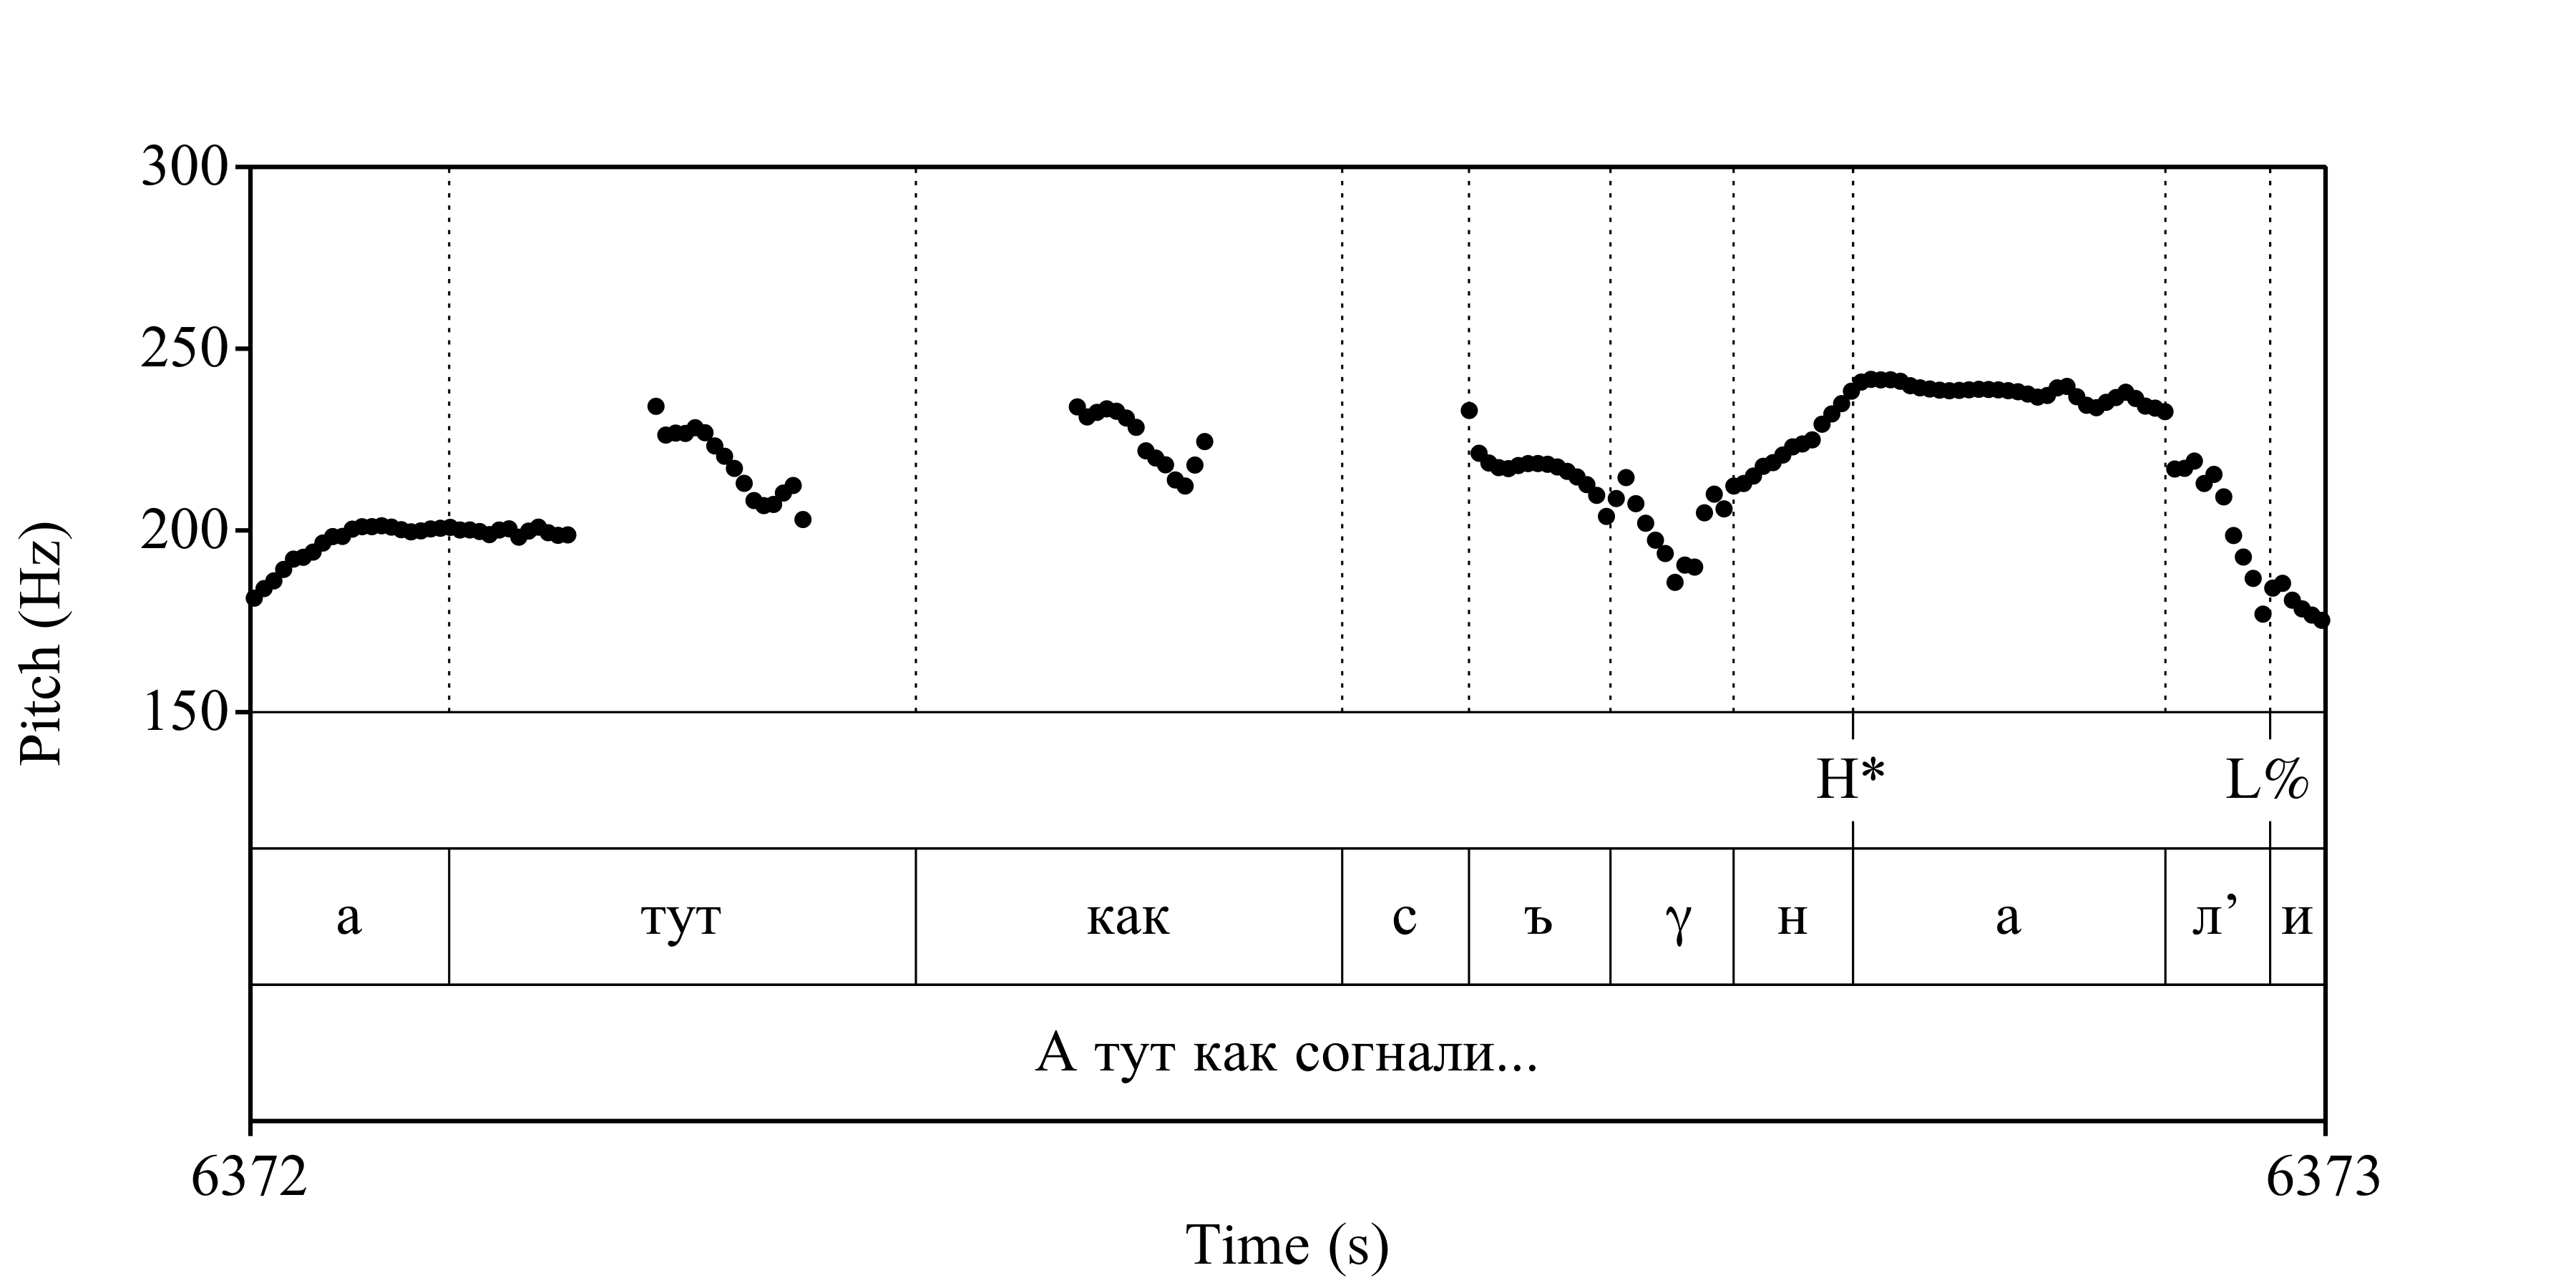 300
250
200
150
Pitch (Hz)
H* L%
а тут как с ъ γ н а л’ и
А тут как согнали...
6372 6373
Time (s)